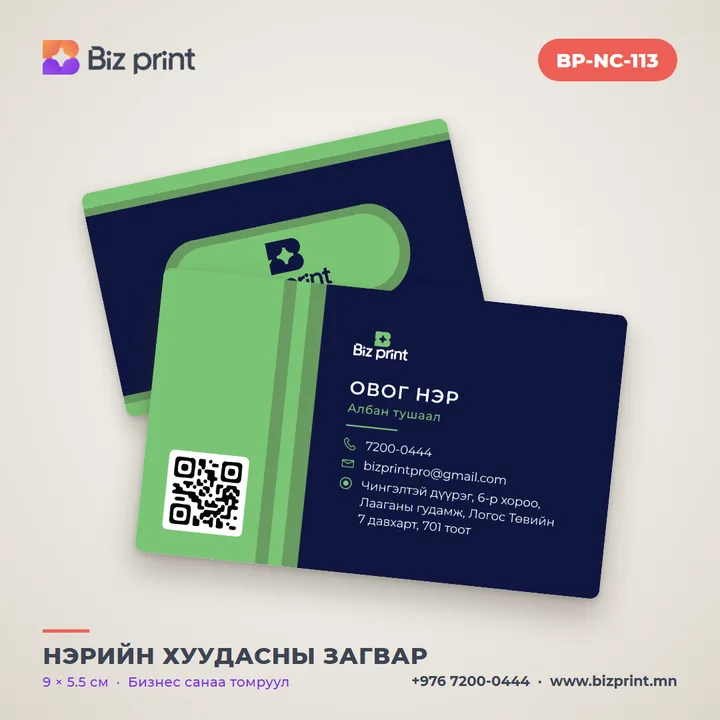 Biz print
BP-NC-113
print
Biz print
ОВОГ НЭР
Албан тушаал
7200-0444
bizprintpro@gmail.com
Чингэлтэй дүүрэг, 6-р хороо,
Лааганы гудамж, Логос Төвийн
7 давхарт, 701 тоот
НЭРИЙН ХУУДАСНЫ ЗАГВАР
9 × 5.5 см · Бизнес санаа томруул
+976 7200-0444 · www.bizprint.mn